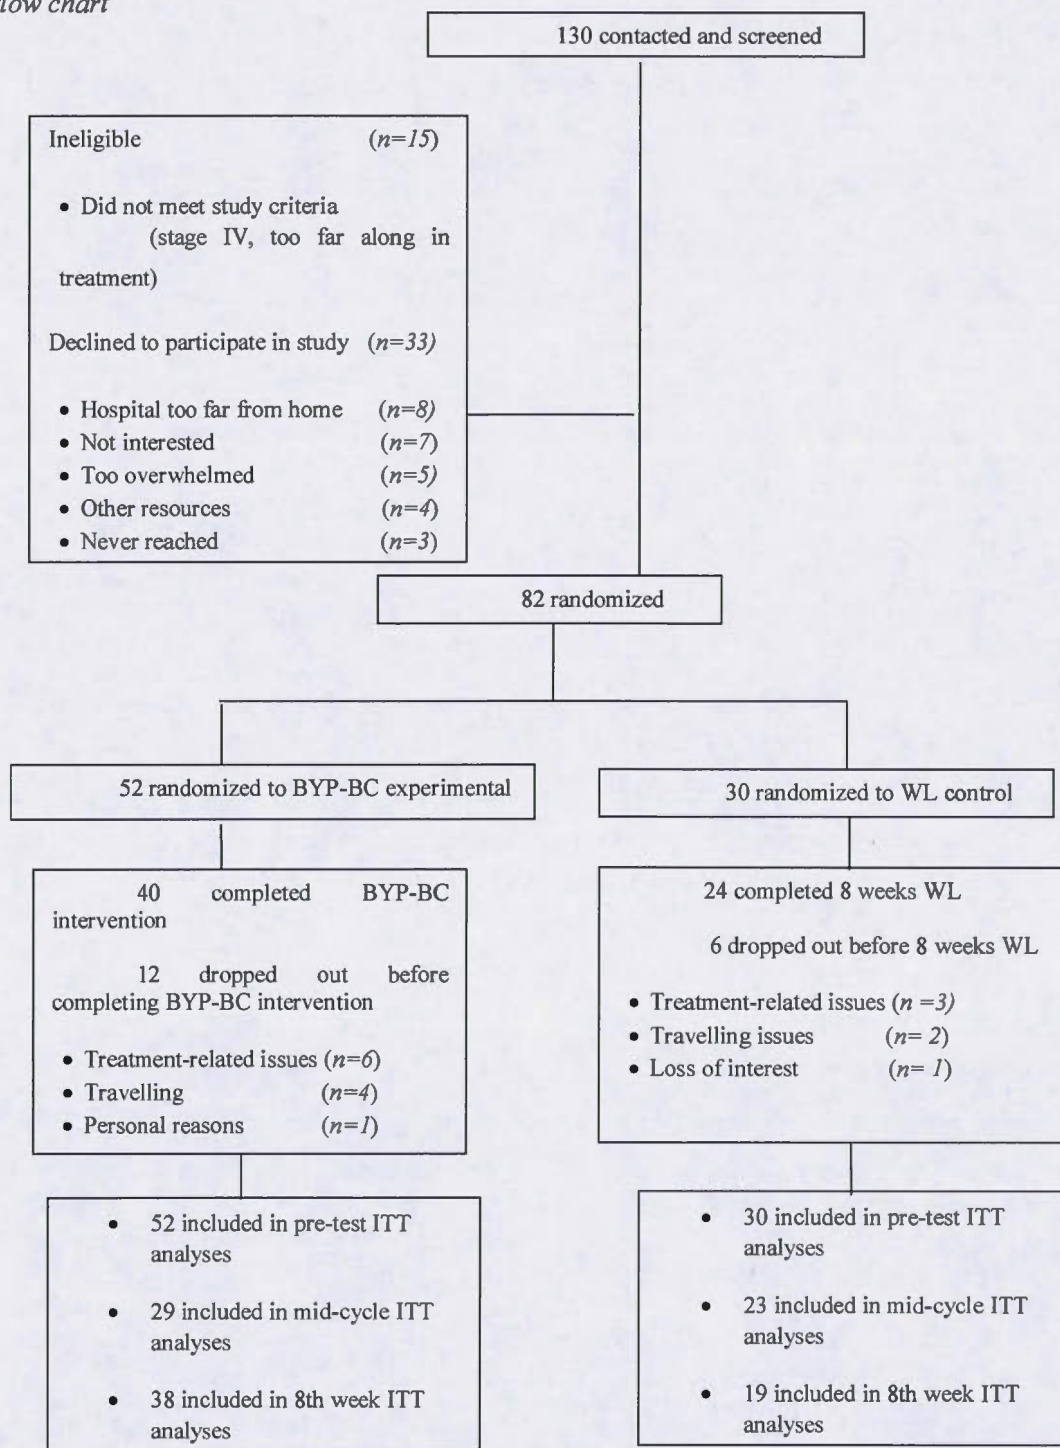 low chart
130 contacted and screened
Ineligible (n=15)
• Did not meet study criteria
(stage IV, too far along in
treatment)
Declined to participate in study (n=33)
• Hospital too far from home (n=8)
• Not interested (n=7)
• Too overwhelmed (n=5)
• Other resources (n=4)
• Never reached (n=3)
82 randomized
52 randomized to BYP-BC experimental
40 completed BYP-BC
intervention
12 dropped out before
completing BYP-BC intervention
• Treatment-related issues (n=6)
• Travelling (n=4)
• Personal reasons (n=1)
• 52 included in pre-test ITT
analyses
• 29 included in mid-cycle ITT
analyses
• 38 included in 8th week ITT
analyses
30 randomized to WL control
24 completed 8 weeks WL
6 dropped out before 8 weeks WL
• Treatment-related issues (n =3)
• Travelling issues (n= 2)
• Loss of interest (n= 1)
• 30 included in pre-test ITT
analyses
• 23 included in mid-cycle ITT
analyses
• 19 included in 8th week ITT
analyses